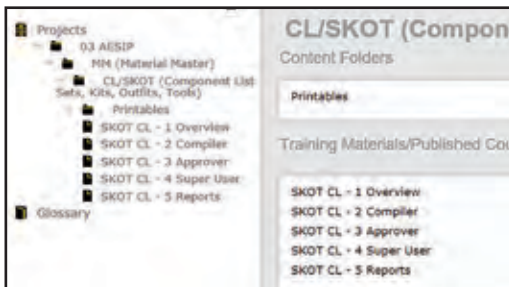 Projects
03 AESIP
MM (Material Master)
CL/SKOT (Component List
Sets, Kits, Outfits, Tools)
Printables
SKOT CL - 1 Overview
SKOT CL - 2 Compiler
SKOT CL - 3 Approver
SKOT CL - 4 Super User
SKOT CL - 5 Reports
Glossary
CL/SKOT (Compon
Content Folders
Printables
Training Materials/Published Cou
SKOT CL - 1 Overview
SKOT CL - 2 Compiler
SKOT CL - 3 Approver
SKOT CL - 4 Super User
SKOT CL - 5 Reports